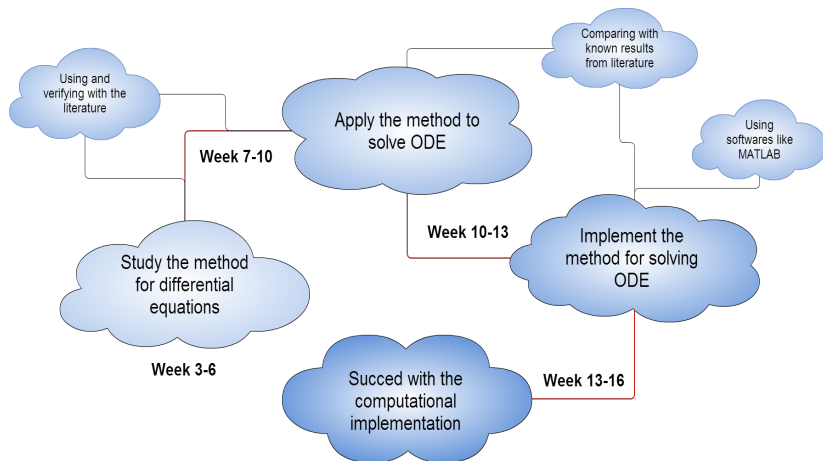 Comparing with
known results
from literature
Using and
verifying with the
literature
Apply the method to
solve ODE
Using
softwares like
MATLAB
Week 7-10
Week 10-13
Study the method
for differential
equations
Implement the
method for solving
ODE
Week 3-6
Succed with the
computational
implementation
Week 13-16